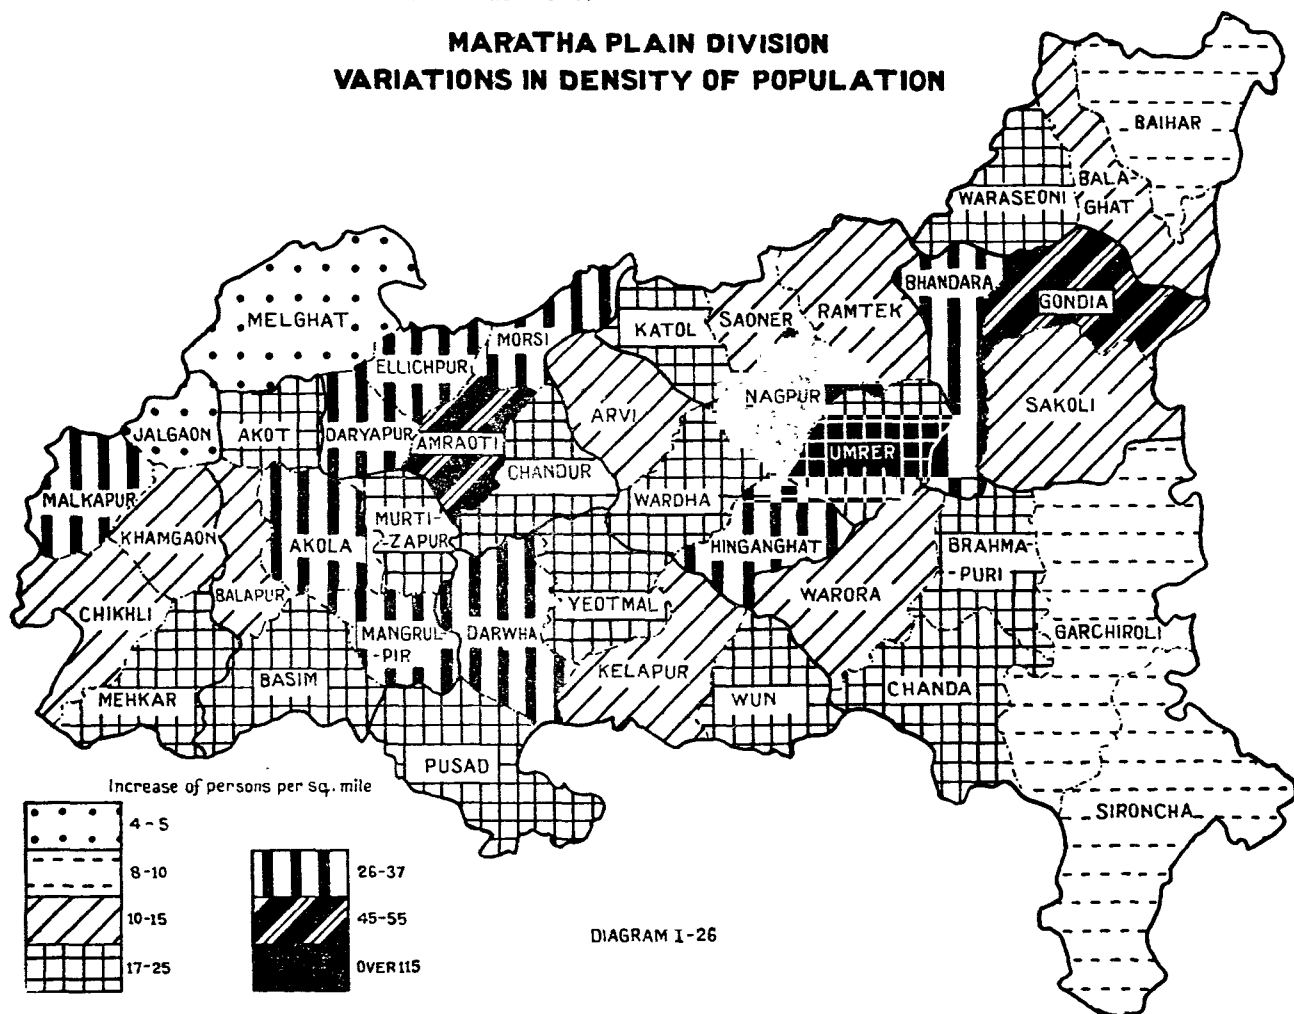 MARATHA PLAIN DIVISION
VARIATIONS IN DENSITY OF POPULATION
BAIHAR
WARASEONI
BALA-
GHAT
BHANDARA
GONDIA
MELGHAT
KATOL
SAONER
RAMTEK
MORSI
ELLICHPUR
NAGPUR
SAKOLI
JALGAON
AKOT
DARYAPUR
AMRAOTI
ARVI
CHANDUR
UMRER
MALKAPUR
WARDHA
KHAMGAON
AKOLA
MURTI-
-ZAPUR
HINGANGHAT
BRAHMA-
-PURI
BALAPUR
YEOTMAL
WARORA
CHIKHLI
MANGRUL-
-PIR
DARWHA
GARCHIROLI
MEHKAR
BASIM
KELAPUR
WUN
CHANDA
PUSAD
SIRONCHA
Increase of persons per sq. mile
4-5
8-10
10-15
17-25
26-37
45-55
OVER 115
DIAGRAM I-26